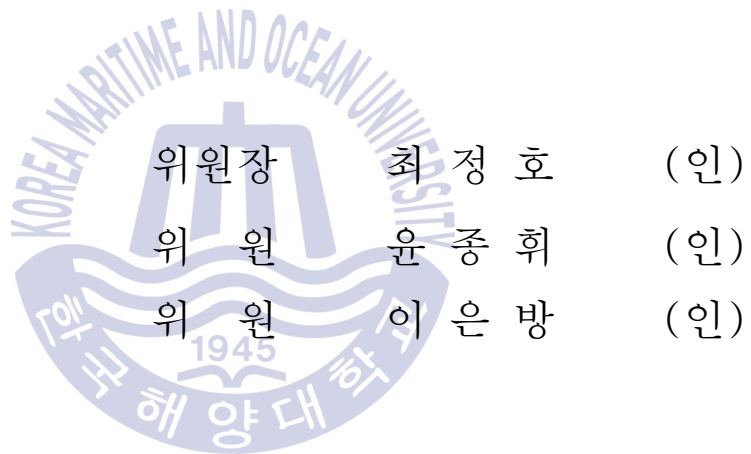 KOREA MARITIME AND OCEAN UNIVERSITY
위원장 최 정 호 (인)
위 원 윤 종 휘 (인)
위 원 이 은 방 (인)
1945
한국해양대학교